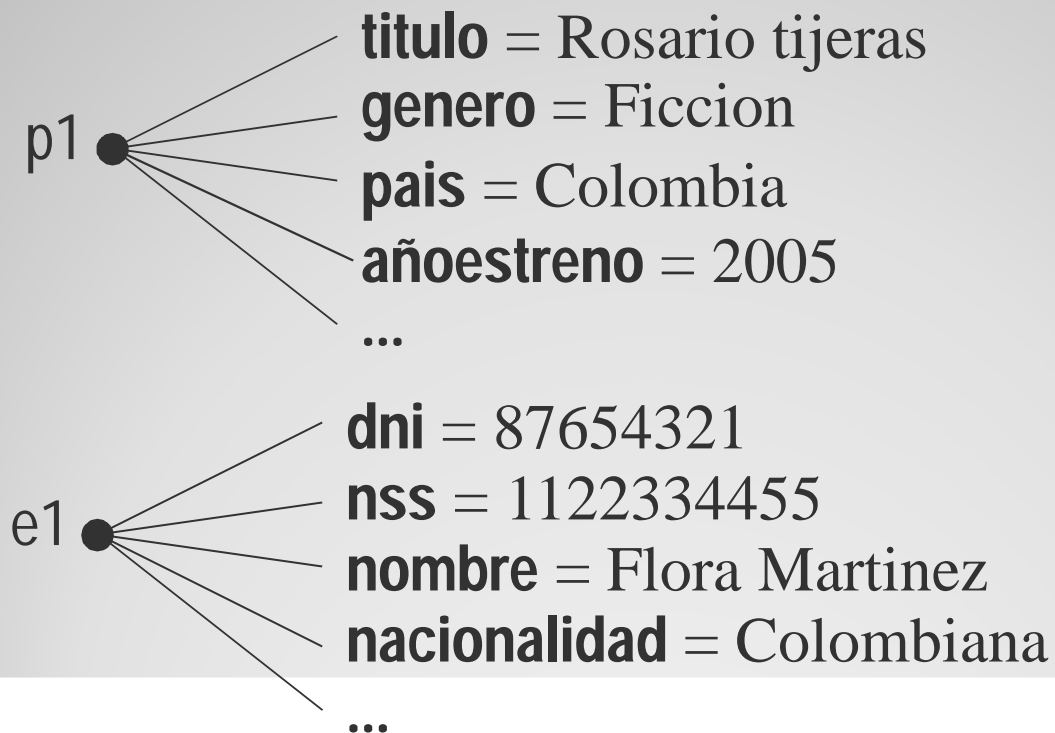 titulo = Rosario tijeras
genero = Ficcion
p1
pais = Colombia
añoestreno = 2005
...
dni = 87654321
nss = 1122334455
e1
nombre = Flora Martinez
nacionalidad = Colombiana
...